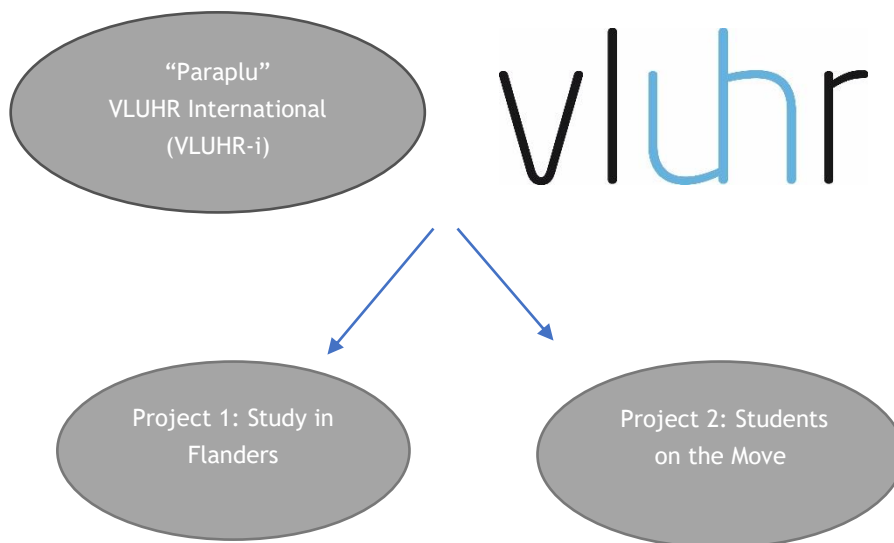 “Paraplu”
VLUHR International
(VLUHR-i)
vluhr
Project 1: Study in
Flanders
Project 2: Students
on the Move